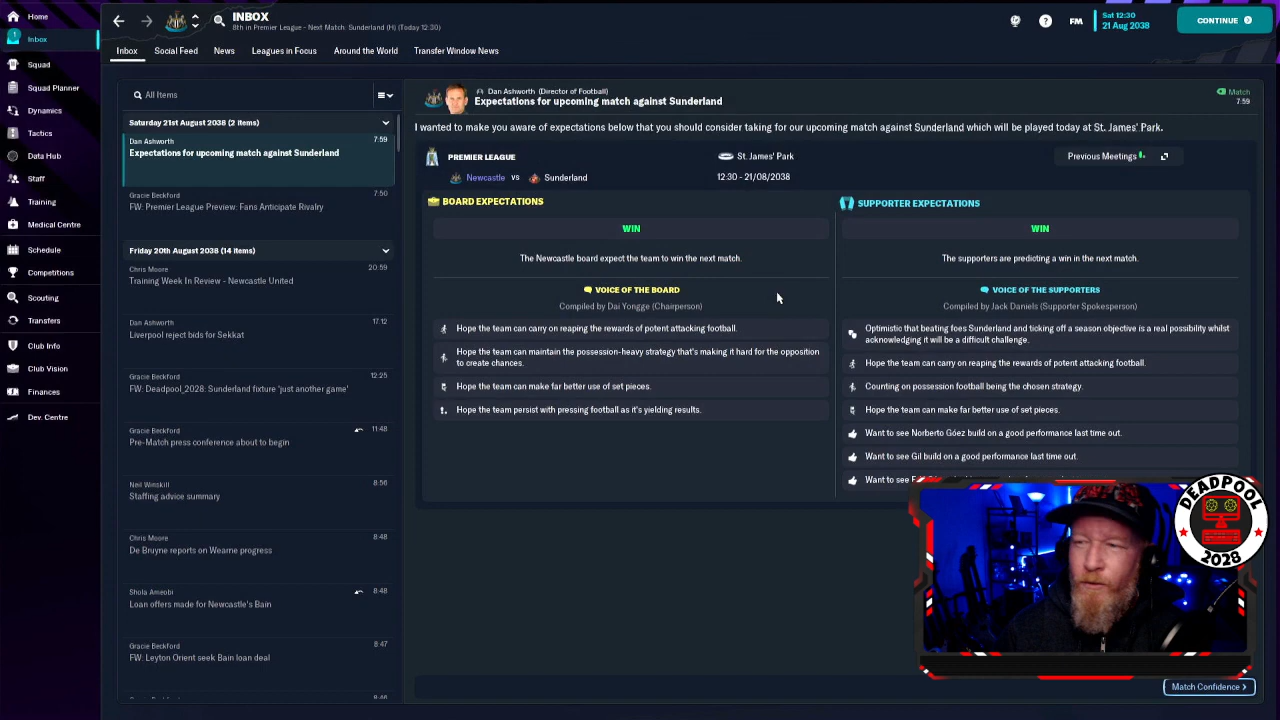 Home
1
Inbox
Squad
Squad Planner
Dynamics
Tactics
Data Hub
Staff
Training
Medical Centre
Schedule
Competitions
Scouting
Transfers
Club Info
Club Vision
Finances
Dev. Centre
INBOX
8th in Premier League - Next Match: Sunderland (H) (Today 12:30)
FM
Sat 12:30
21 Aug 2038
CONTINUE
Inbox
Social Feed
News
Leagues in Focus
Around the World
Transfer Window News
All Items
Saturday 21st August 2038 (2 items)
Dan Ashworth
7:59
Expectations for upcoming match against Sunderland
Gracie Beckford
7:50
FW: Premier League Preview: Fans Anticipate Rivalry
Friday 20th August 2038 (14 items)
Chris Moore
20:59
Training Week In Review - Newcastle United
Dan Ashworth
17:12
Liverpool reject bids for Sekkat
Gracie Beckford
12:25
FW: Deadpool_2028: Sunderland fixture 'just another game'
Gracie Beckford
11:48
Pre-Match press conference about to begin
Neil Winskill
8:56
Staffing advice summary
Chris Moore
8:48
De Bruyne reports on Wearne progress
Shola Ameobi
8:48
Loan offers made for Newcastle's Bain
Gracie Beckford
8:47
FW: Leyton Orient seek Bain loan deal
Dan Ashworth (Director of Football)
Expectations for upcoming match against Sunderland
Match
7:59
I wanted to make you aware of expectations below that you should consider taking for our upcoming match against Sunderland which will be played today at St. James' Park.
PREMIER LEAGUE
St. James' Park
Previous Meetings
Newcastle vs Sunderland
12:30 - 21/08/2038
BOARD EXPECTATIONS
WIN
The Newcastle board expect the team to win the next match.
VOICE OF THE BOARD
Compiled by Dai Yongge (Chairperson)
Hope the team can carry on reaping the rewards of potent attacking football.
Hope the team can maintain the possession-heavy strategy that's making it hard for the opposition
to create chances.
Hope the team can make far better use of set pieces.
Hope the team persist with pressing football as it's yielding results.
SUPPORTER EXPECTATIONS
WIN
The supporters are predicting a win in the next match.
VOICE OF THE SUPPORTERS
Compiled by Jack Daniels (Supporter Spokesperson)
Optimistic that beating foes Sunderland and ticking off a season objective is a real possibility whilst
acknowledging it will be a difficult challenge.
Hope the team can carry on reaping the rewards of potent attacking football.
Counting on possession football being the chosen strategy.
Hope the team can make far better use of set pieces.
Want to see Norberto Góez build on a good performance last time out.
Want to see Gil build on a good performance last time out.
Want to see
DEADPOOL
2028
Match Confidence